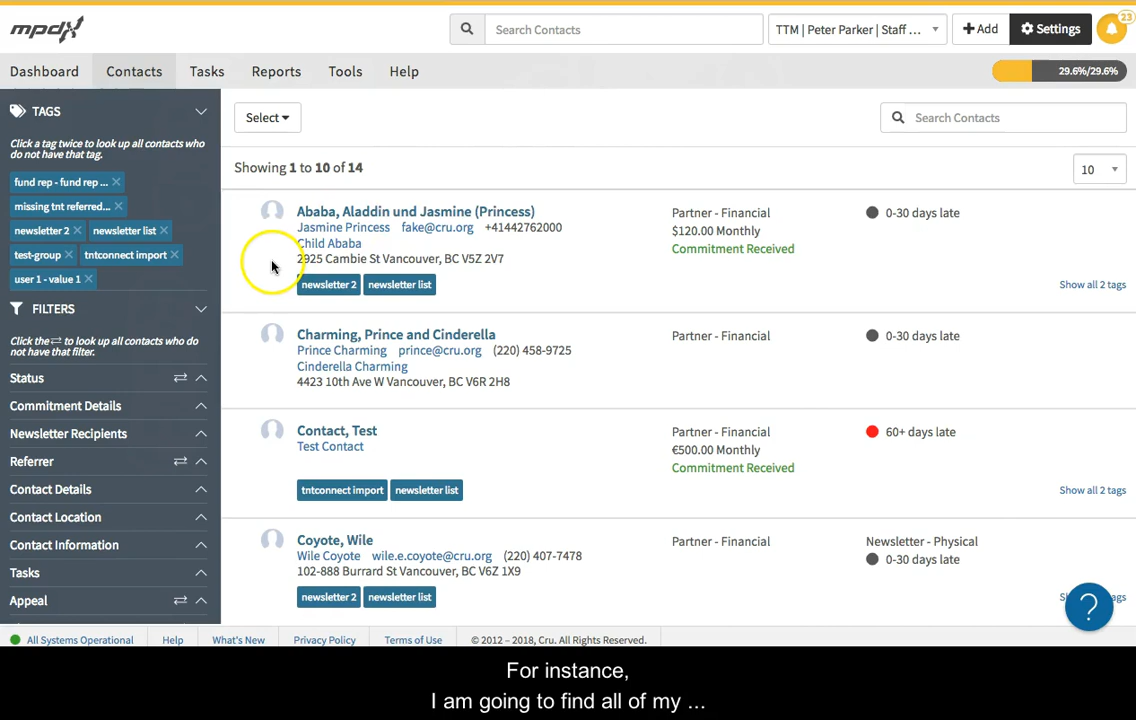 mpdx
Search Contacts
TTM | Peter Parker | Staff ...
Add
Settings
23
Dashboard
Contacts
Tasks
Reports
Tools
Help
29.6%/29.6%
TAGS
Click a tag twice to look up all contacts who
do not have that tag.
fund rep - fund rep ...
missing tnt referred...
newsletter 2
newsletter list
test-group
tntconnect import
user 1 - value 1
FILTERS
Click the ⇄ to look up all contacts who do
not have that filter.
Status
Commitment Details
Newsletter Recipients
Referrer
Contact Details
Contact Location
Contact Information
Tasks
Appeal
Select
Search Contacts
Showing 1 to 10 of 14
10
Ababa, Aladdin und Jasmine (Princess)
Jasmine Princess fake@cru.org +41442762000
Child Ababa
2925 Cambie St Vancouver, BC V5Z 2V7
newsletter 2 newsletter list
Partner - Financial
$120.00 Monthly
Commitment Received
0-30 days late
Show all 2 tags
Charming, Prince and Cinderella
Prince Charming prince@cru.org (220) 458-9725
Cinderella Charming
4423 10th Ave W Vancouver, BC V6R 2H8
Partner - Financial
0-30 days late
Contact, Test
Test Contact
tntconnect import newsletter list
Partner - Financial
€500.00 Monthly
Commitment Received
60+ days late
Show all 2 tags
Coyote, Wile
Wile Coyote wile.e.coyote@cru.org (220) 407-7478
102-888 Burrard St Vancouver, BC V6Z 1X9
newsletter 2 newsletter list
Partner - Financial
Newsletter - Physical
0-30 days late
?
All Systems Operational
Help
What's New
Privacy Policy
Terms of Use
© 2012 – 2018, Cru. All Rights Reserved.
For instance,
I am going to find all of my ...